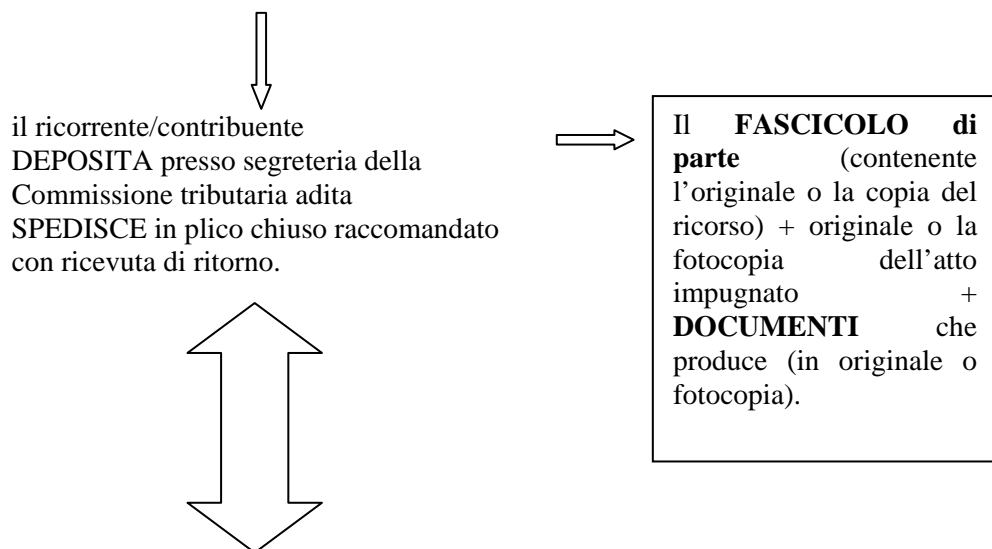 il ricorrente/contribuente
DEPOSITA presso segreteria della
Commissione tributaria adita
SPEDISCE in plico chiuso raccomandato
con ricevuta di ritorno.
Il FASCICOLO di
parte (contenente
l’originale o la copia del
ricorso) + originale o la
fotocopia dell’atto
impugnato +
DOCUMENTI che
produce (in originale o
fotocopia).